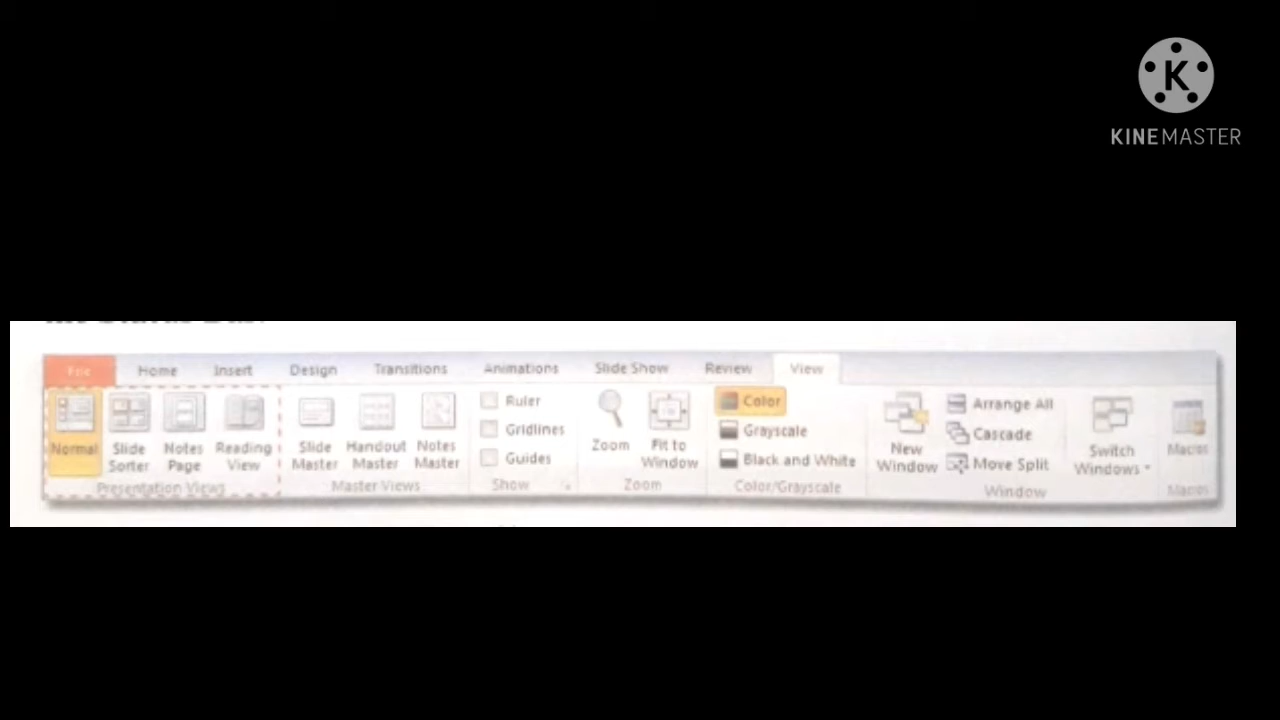 K
KINEMASTER
File Home Insert Design Transitions Animations Slide Show Review View
Normal
Slide Sorter
Notes Page
Reading View
Presentation Views
Slide Master
Handout Master
Notes Master
Master Views
Ruler
Gridlines
Guides
Show
Zoom
Fit to Window
Zoom
Color
Grayscale
Black and White
Color/Grayscale
New Window
Arrange All
Cascade
Move Split
Switch Windows
Window
Macros
Macros